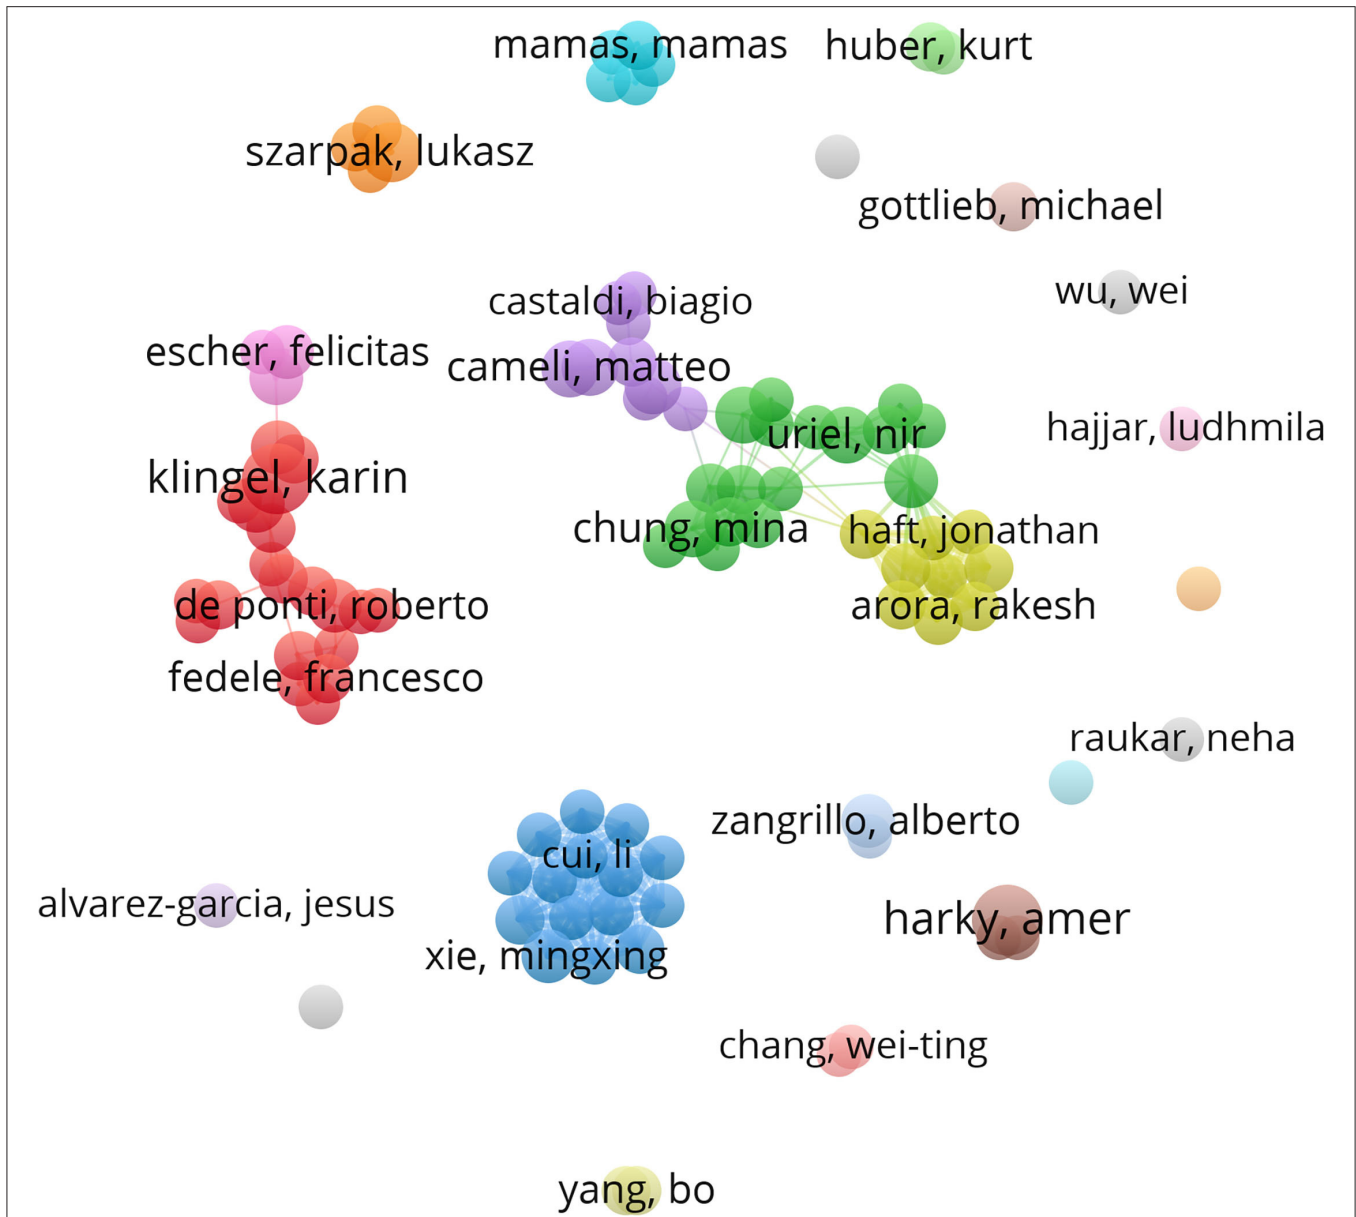 mamas, mamas
huber, kurt
szarpak, lukasz
gottlieb, michael
wu, wei
castaldi, biagio
escher, felicitas
cameli, matteo
hajjar, ludhmila
uriel, nir
klingel, karin
chung, mina
haft, jonathan
de ponti, roberto
arora, rakesh
fedele, francesco
raukar, neha
zangrillo, alberto
cui, li
alvarez-garcia, jesus
harky, amer
xie, mingxing
chang, wei-ting
yang, bo